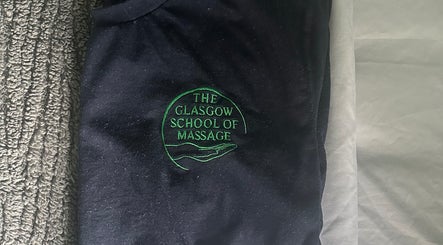 THE
GLASGOW
SCHOOL OF
MASSAGE